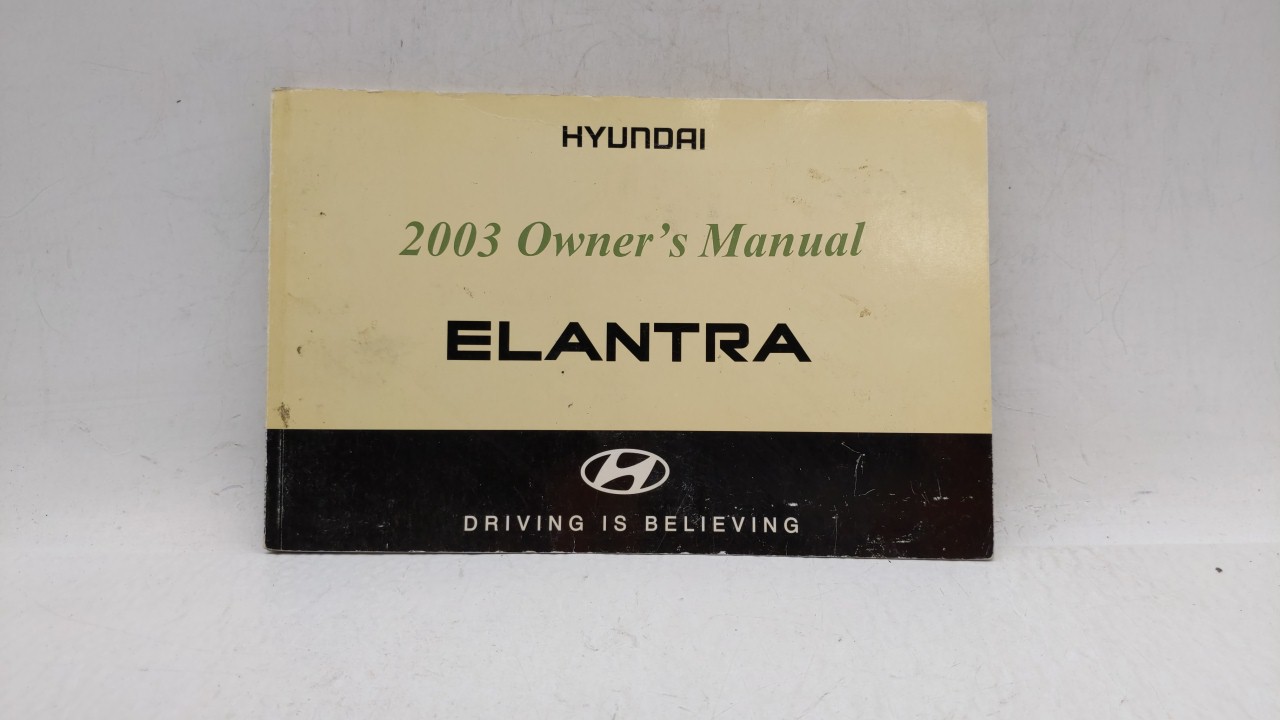 HYUNDAI
2003 Owner's Manual
ELANTRA
DRIVING IS BELIEVING